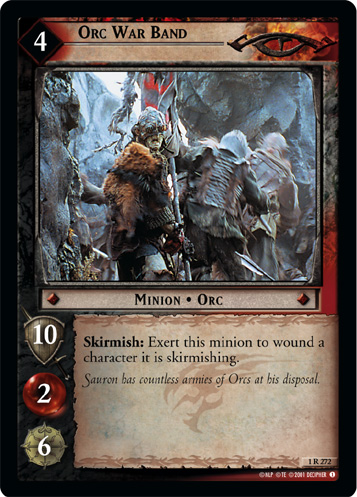 4 ORC WAR BAND
MINION • ORC
10
Skirmish: Exert this minion to wound a
character it is skirmishing.
2
Sauron has countless armies of Orcs at his disposal.
6
1 R 272
©NLP ©TE ©2001 DECIPHER